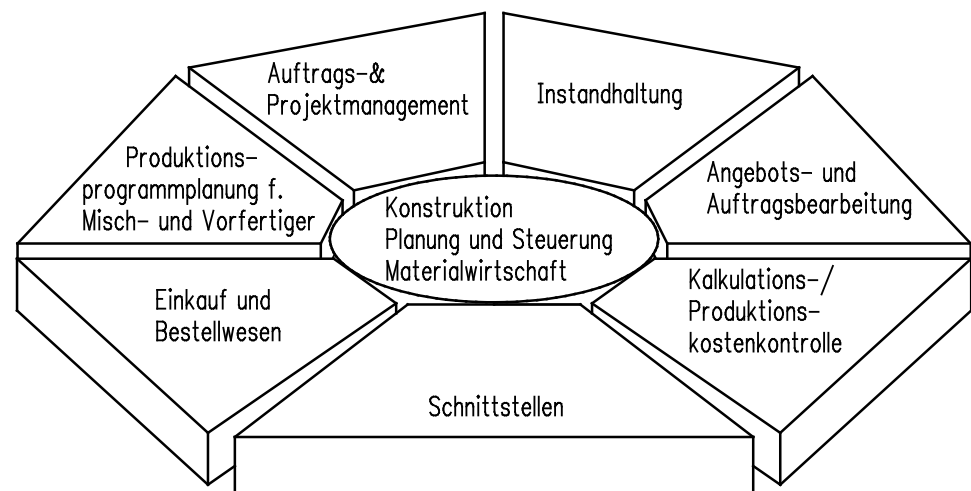 Auftrags-&
Projektmanagement
Instandhaltung
Produktions-
programmplanung f.
Misch- und Vorfertiger
Angebots- und
Auftragsbearbeitung
Konstruktion
Planung und Steuerung
Materialwirtschaft
Einkauf und
Bestellwesen
Kalkulations-/
Produktions-
kostenkontrolle
Schnittstellen